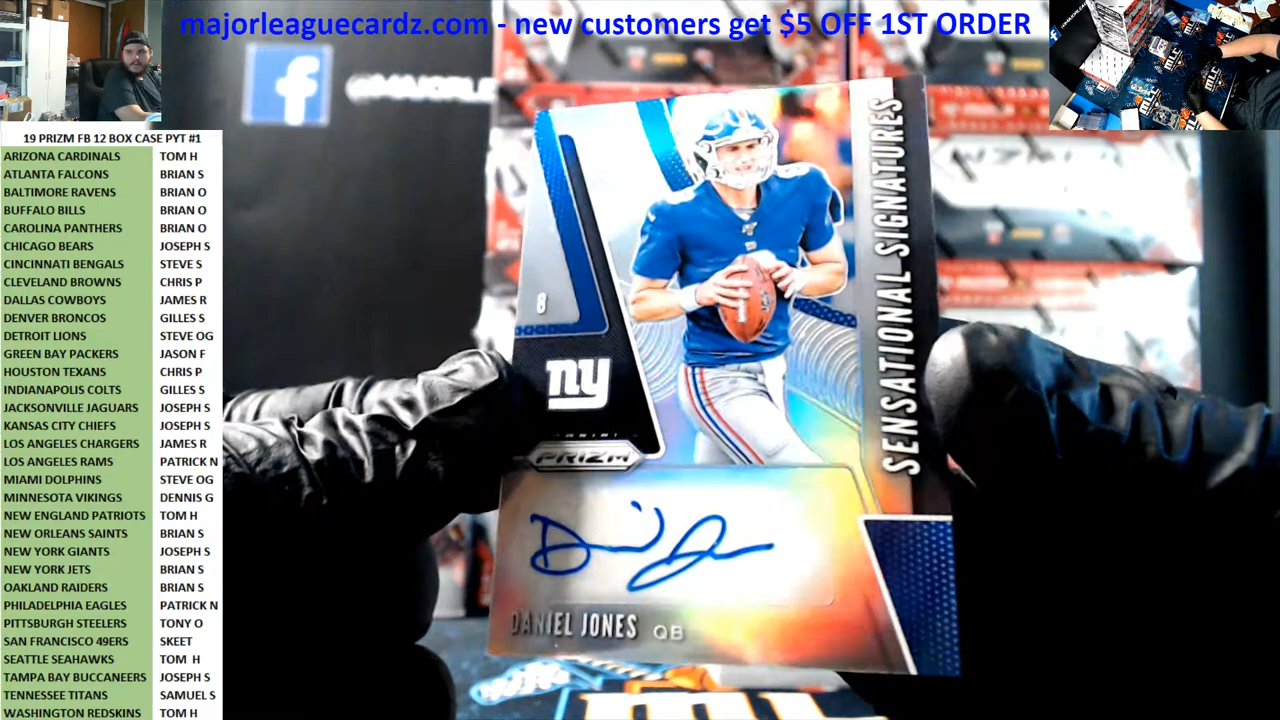 majorleaguecardz.com - new customers get $5 OFF 1ST ORDER
19 PRIZM FB 12 BOX CASE PYT #1
ARIZONA CARDINALS TOM H
ATLANTA FALCONS BRIAN S
BALTIMORE RAVENS BRIAN O
BUFFALO BILLS BRIAN O
CAROLINA PANTHERS BRIAN O
CHICAGO BEARS JOSEPH S
CINCINNATI BENGALS STEVE S
CLEVELAND BROWNS CHRIS P
DALLAS COWBOYS JAMES R
DENVER BRONCOS GILLES S
DETROIT LIONS STEVE OG
GREEN BAY PACKERS JASON F
HOUSTON TEXANS CHRIS P
INDIANAPOLIS COLTS GILLES S
JACKSONVILLE JAGUARS JOSEPH S
KANSAS CITY CHIEFS JOSEPH S
LOS ANGELES CHARGERS JAMES R
LOS ANGELES RAMS PATRICK N
MIAMI DOLPHINS STEVE OG
MINNESOTA VIKINGS DENNIS G
NEW ENGLAND PATRIOTS TOM H
NEW ORLEANS SAINTS BRIAN S
NEW YORK GIANTS JOSEPH S
NEW YORK JETS BRIAN S
OAKLAND RAIDERS BRIAN S
PHILADELPHIA EAGLES PATRICK N
PITTSBURGH STEELERS TONY O
SAN FRANCISCO 49ERS SKEET
SEATTLE SEAHAWKS TOM H
TAMPA BAY BUCCANEERS JOSEPH S
TENNESSEE TITANS SAMUEL S
WASHINGTON REDSKINS TOM H
f
SENSATIONAL SIGNATURES
8
ny
PANINI
PRIZM
DANIEL JONES QB
MLC